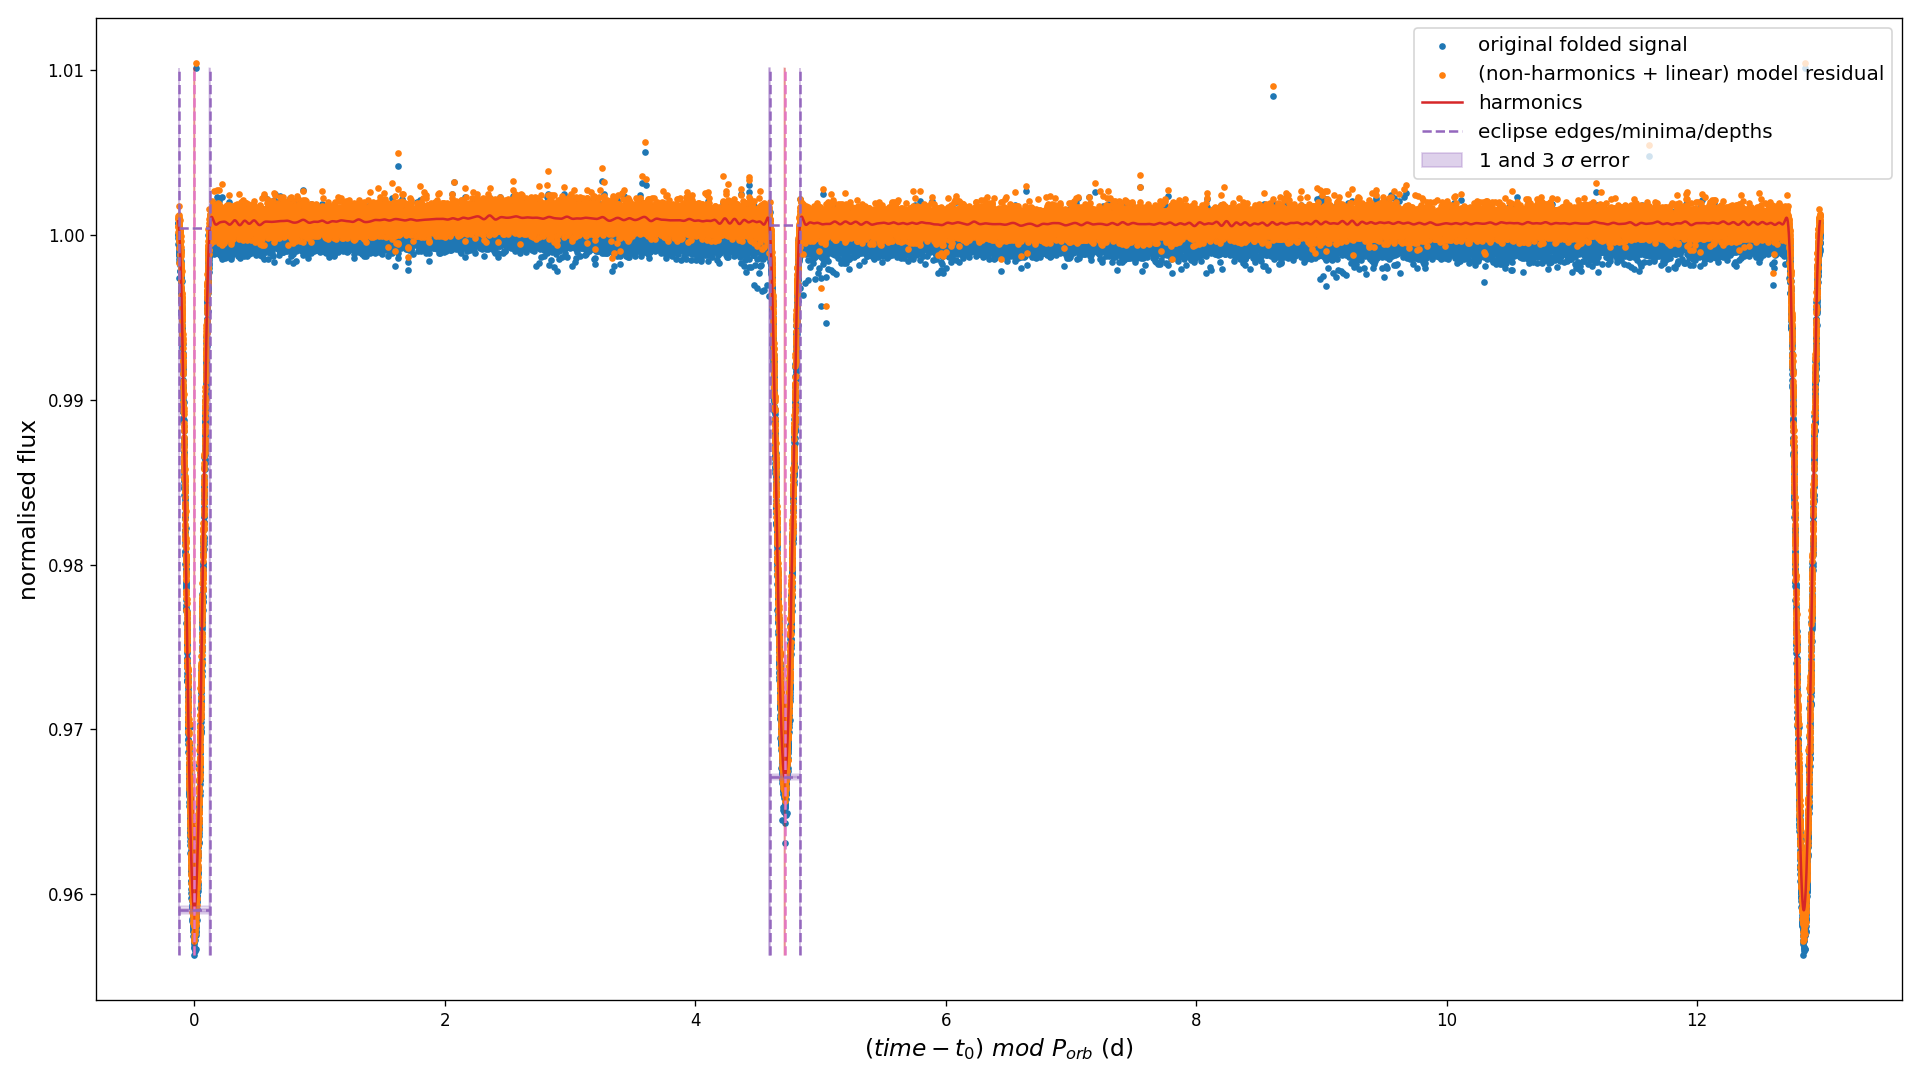 original folded signal
(non-harmonics + linear) model residual
harmonics
eclipse edges/minima/depths
1 and 3 σ error
1.01
1.00
0.99
0.98
0.97
0.96
normalised flux
0 2 4 6 8 10 12
(time − t₀) mod P_orb (d)